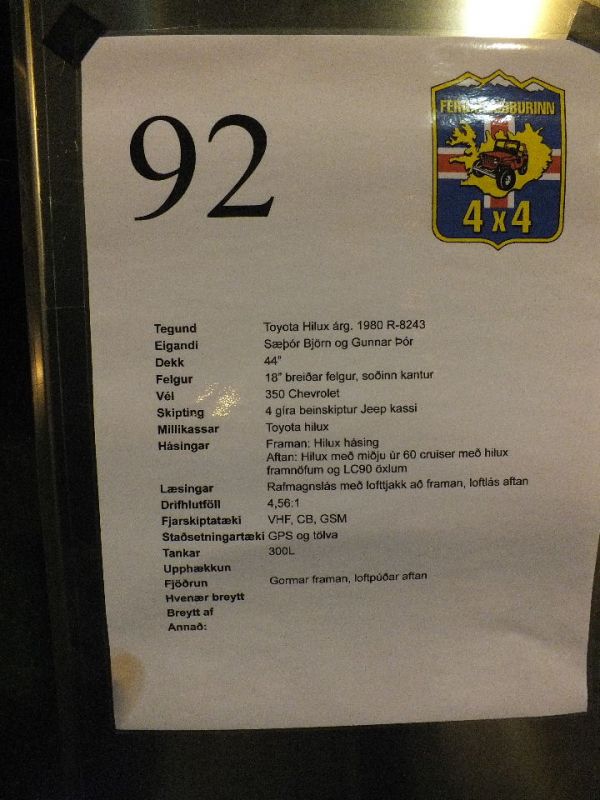 92
4 x 4
Tegund Toyota Hilux árg. 1980 R-8243
Eigandi Sæþór Björn og Gunnar Þór
Dekk 44"
Felgur 18" breiðar felgur, soðinn kantur
Vél 350 Chevrolet
Skipting 4 gíra beinskiptur Jeep kassi
Millikassar Toyota hilux
Hásingar Framan: Hilux hásing
Aftan: Hilux með miðju úr 60 cruiser með hilux
framnöfum og LC90 öxlum
Læsingar Rafmagnslás með lofttjakk að framan, loftlás aftan
Drifhlutföll 4,56:1
Fjarskiptatæki VHF, CB, GSM
Staðsetningartæki GPS og tölva
Tankar 300L
Upphækkun
Fjöðrun Gormar framan, loftpúðar aftan
Hvenær breytt
Breytt af
Annað: